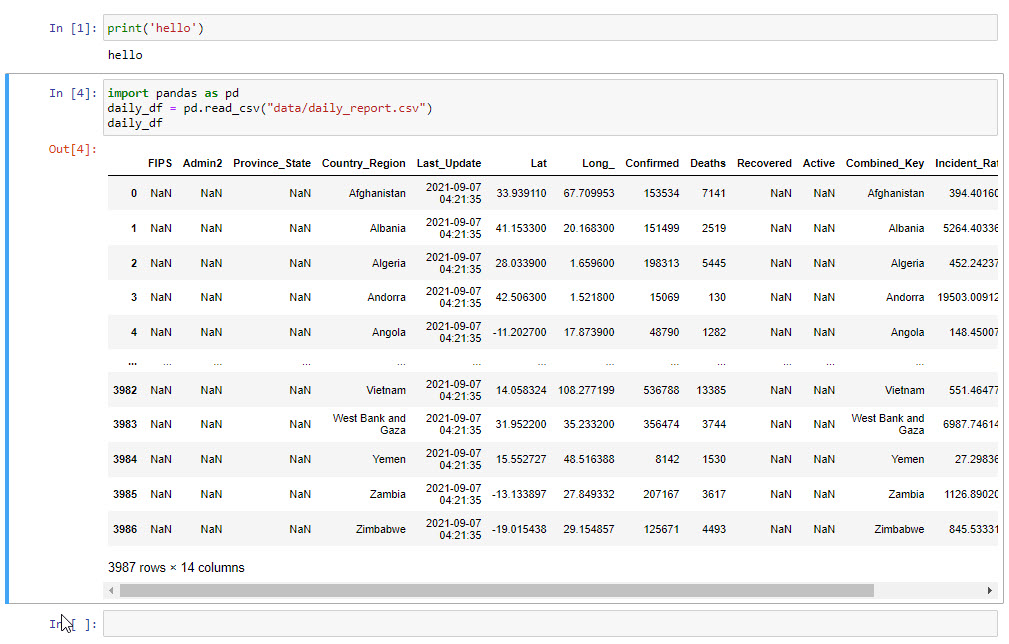 In [1]: print('hello')
hello
In [4]: import pandas as pd
daily_df = pd.read_csv("data/daily_report.csv")
daily_df
Out[4]:
FIPS Admin2 Province_State Country_Region Last_Update Lat Long_ Confirmed Deaths Recovered Active Combined_Key Incident_Rat
0 NaN NaN NaN Afghanistan 2021-09-07 04:21:35 33.939110 67.709953 153534 7141 NaN NaN Afghanistan 394.40160
1 NaN NaN NaN Albania 2021-09-07 04:21:35 41.153300 20.168300 151499 2519 NaN NaN Albania 5264.40336
2 NaN NaN NaN Algeria 2021-09-07 04:21:35 28.033900 1.659600 198313 5445 NaN NaN Algeria 452.24237
3 NaN NaN NaN Andorra 2021-09-07 04:21:35 42.506300 1.521800 15069 130 NaN NaN Andorra 19503.00912
4 NaN NaN NaN Angola 2021-09-07 04:21:35 -11.202700 17.873900 48790 1282 NaN NaN Angola 148.45007
... ... ... ... ... ... ... ... ... ... ... ... ...
3982 NaN NaN NaN Vietnam 2021-09-07 04:21:35 14.058324 108.277199 536788 13385 NaN NaN Vietnam 551.46477
3983 NaN NaN NaN West Bank and Gaza 2021-09-07 04:21:35 31.952200 35.233200 356474 3744 NaN NaN West Bank and Gaza 6987.74614
3984 NaN NaN NaN Yemen 2021-09-07 04:21:35 15.552727 48.516388 8142 1530 NaN NaN Yemen 27.29836
3985 NaN NaN NaN Zambia 2021-09-07 04:21:35 -13.133897 27.849332 207167 3617 NaN NaN Zambia 1126.89020
3986 NaN NaN NaN Zimbabwe 2021-09-07 04:21:35 -19.015438 29.154857 125671 4493 NaN NaN Zimbabwe 845.53331
3987 rows × 14 columns
In [ ]: